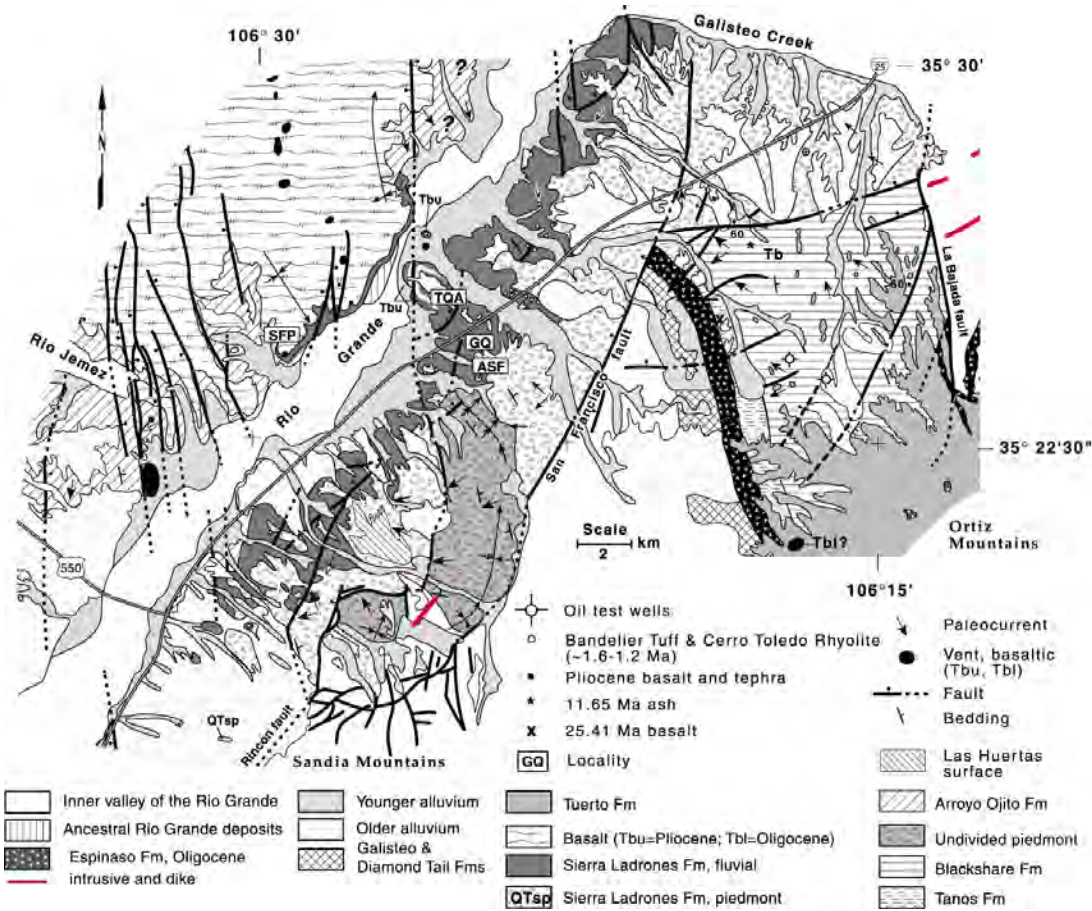 106° 30'
Galisteo Creek
35° 30'
25
N
?
?
Tbu
60
Tb
60
La Bajada fault
TQA
Tbu
SFP
Grande
GQ
ASF
Rio Jemez
Rio
San Francisco fault
35° 22'30"
Scale
2 km
Ortiz
Mountains
Tbl?
550
106° 15'
QTsp
Rincon fault
Sandia Mountains
Oil test wells
Bandelier Tuff & Cerro Toledo Rhyolite
(~1.6-1.2 Ma)
Pliocene basalt and tephra
11.65 Ma ash
x 25.41 Ma basalt
GQ Locality
Paleocurrent
Vent, basaltic
(Tbu, Tbl)
Fault
Bedding
Las Huertas
surface
Inner valley of the Rio Grande
Ancestral Rio Grande deposits
Espinaso Fm, Oligocene
intrusive and dike
Younger alluvium
Older alluvium
Galisteo &
Diamond Tail Fms
Tuerto Fm
Basalt (Tbu=Pliocene; Tbl=Oligocene)
Sierra Ladrones Fm, fluvial
QTsp Sierra Ladrones Fm, piedmont
Arroyo Ojito Fm
Undivided piedmont
Blackshare Fm
Tanos Fm